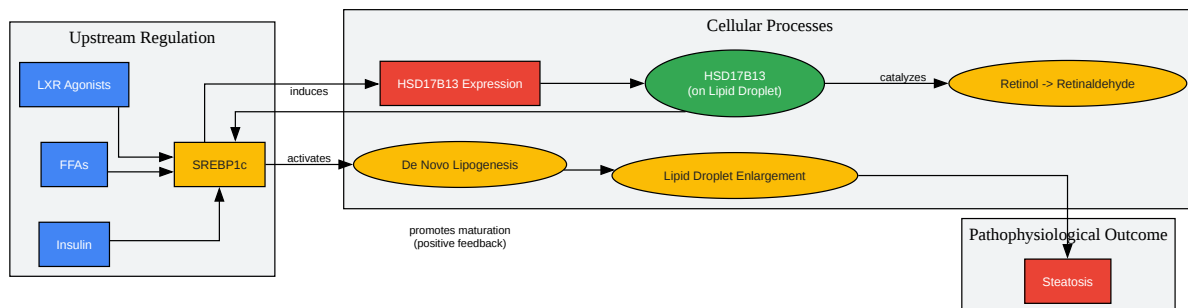 Upstream Regulation
LXR Agonists
FFAs
Insulin
SREBP1c
induces
activates
Cellular Processes
HSD17B13 Expression
HSD17B13
(on Lipid Droplet)
catalyzes
Retinol -> Retinaldehyde
De Novo Lipogenesis
Lipid Droplet Enlargement
promotes maturation
(positive feedback)
Pathophysiological Outcome
Steatosis